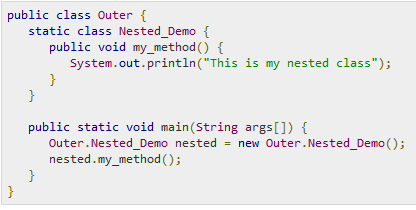 public class Outer {
   static class Nested_Demo {
      public void my_method() {
         System.out.println("This is my nested class");
      }
   }

   public static void main(String args[]) {
      Outer.Nested_Demo nested = new Outer.Nested_Demo();
      nested.my_method();
   }
}